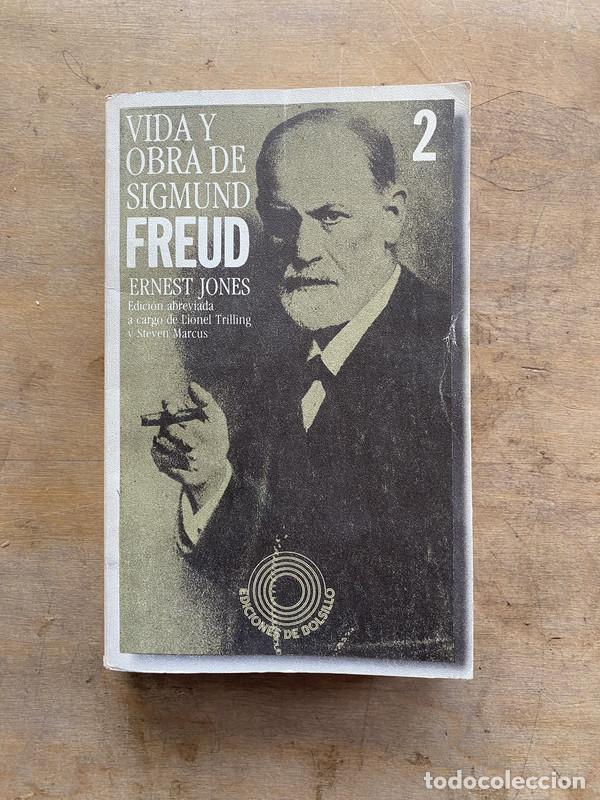 VIDA Y
OBRA DE
SIGMUND
FREUD
2
ERNEST JONES
Edición abreviada
a cargo de Lionel Trilling
y Steven Marcus
EDICIONES DE BOLSILLO
todocoleccion.net